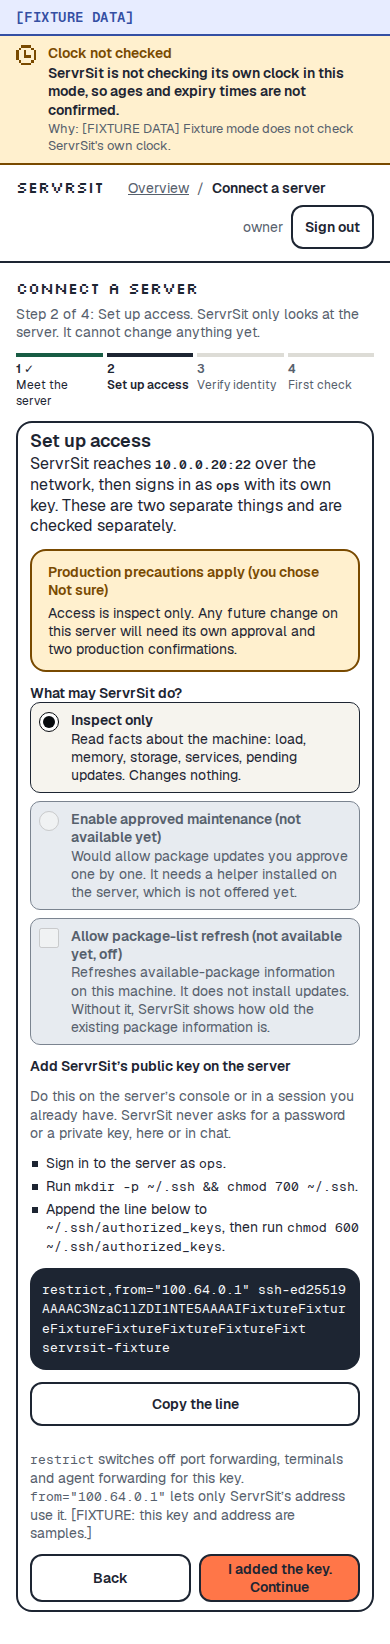 [FIXTURE DATA]
Clock not checked
ServrSit is not checking its own clock in this
mode, so ages and expiry times are not
confirmed.
Why: [FIXTURE DATA] Fixture mode does not check
ServrSit's own clock.
SERVRSIT
Overview / Connect a server
owner
Sign out
CONNECT A SERVER
Step 2 of 4: Set up access. ServrSit only looks at the
server. It cannot change anything yet.
1 ✓
Meet the
server
2
Set up access
3
Verify identity
4
First check
Set up access
ServrSit reaches 10.0.0.20:22 over the
network, then signs in as ops with its own
key. These are two separate things and are
checked separately.
Production precautions apply (you chose
Not sure)
Access is inspect only. Any future change on
this server will need its own approval and
two production confirmations.
What may ServrSit do?
Inspect only
Read facts about the machine: load,
memory, storage, services, pending
updates. Changes nothing.
Enable approved maintenance (not
available yet)
Would allow package updates you approve
one by one. It needs a helper installed on
the server, which is not offered yet.
Allow package-list refresh (not available
yet, off)
Refreshes available-package information
on this machine. It does not install updates.
Without it, ServrSit shows how old the
existing package information is.
Add ServrSit's public key on the server
Do this on the server's console or in a session you
already have. ServrSit never asks for a password
or a private key, here or in chat.
Sign in to the server as ops.
Run mkdir -p ~/.ssh && chmod 700 ~/.ssh.
Append the line below to
~/.ssh/authorized_keys, then run chmod 600
~/.ssh/authorized_keys.
restrict,from="100.64.0.1" ssh-ed25519
AAAAC3NzaC1lZDI1NTE5AAAAIFixtureFixtur
eFixtureFixtureFixtureFixtureFixt
servrsit-fixture
Copy the line
restrict switches off port forwarding, terminals
and agent forwarding for this key.
from="100.64.0.1" lets only ServrSit's address
use it. [FIXTURE: this key and address are
samples.]
Back
I added the key.
Continue